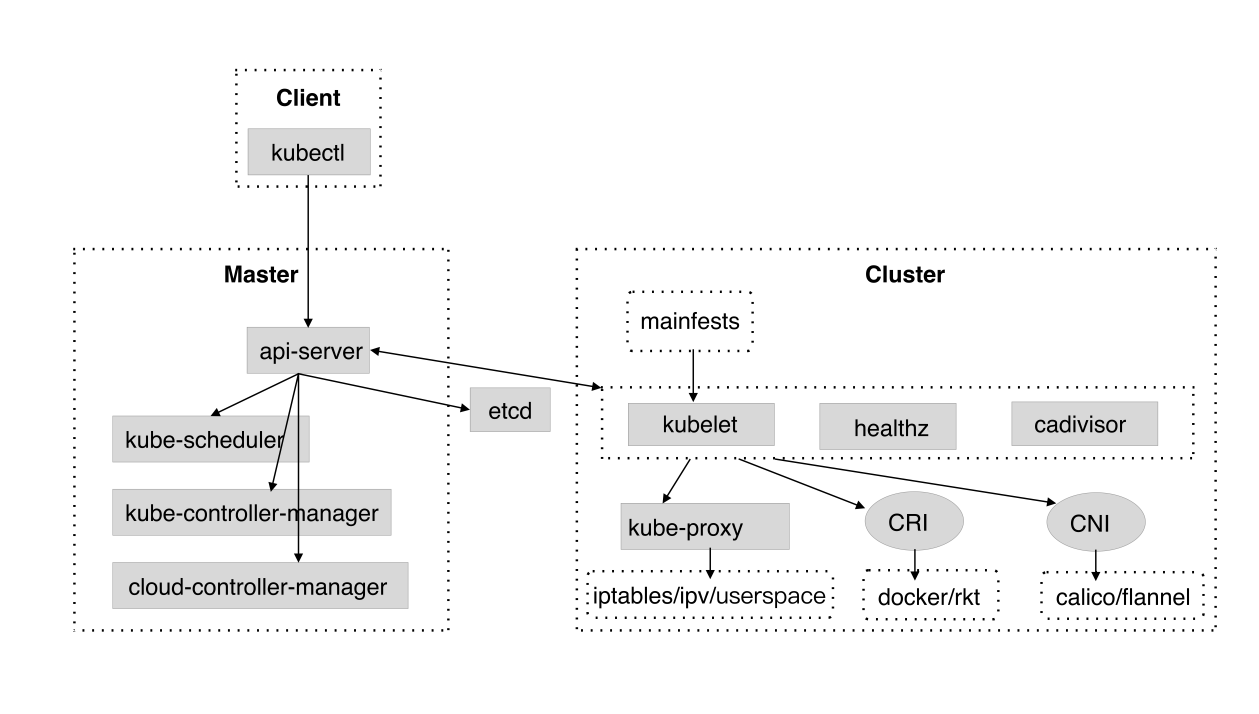 Client
kubectl
Master
api-server
kube-scheduler
kube-controller-manager
cloud-controller-manager
etcd
Cluster
mainfests
kubelet
healthz
cadivisor
kube-proxy
CRI
CNI
iptables/ipv/userspace
docker/rkt
calico/flannel